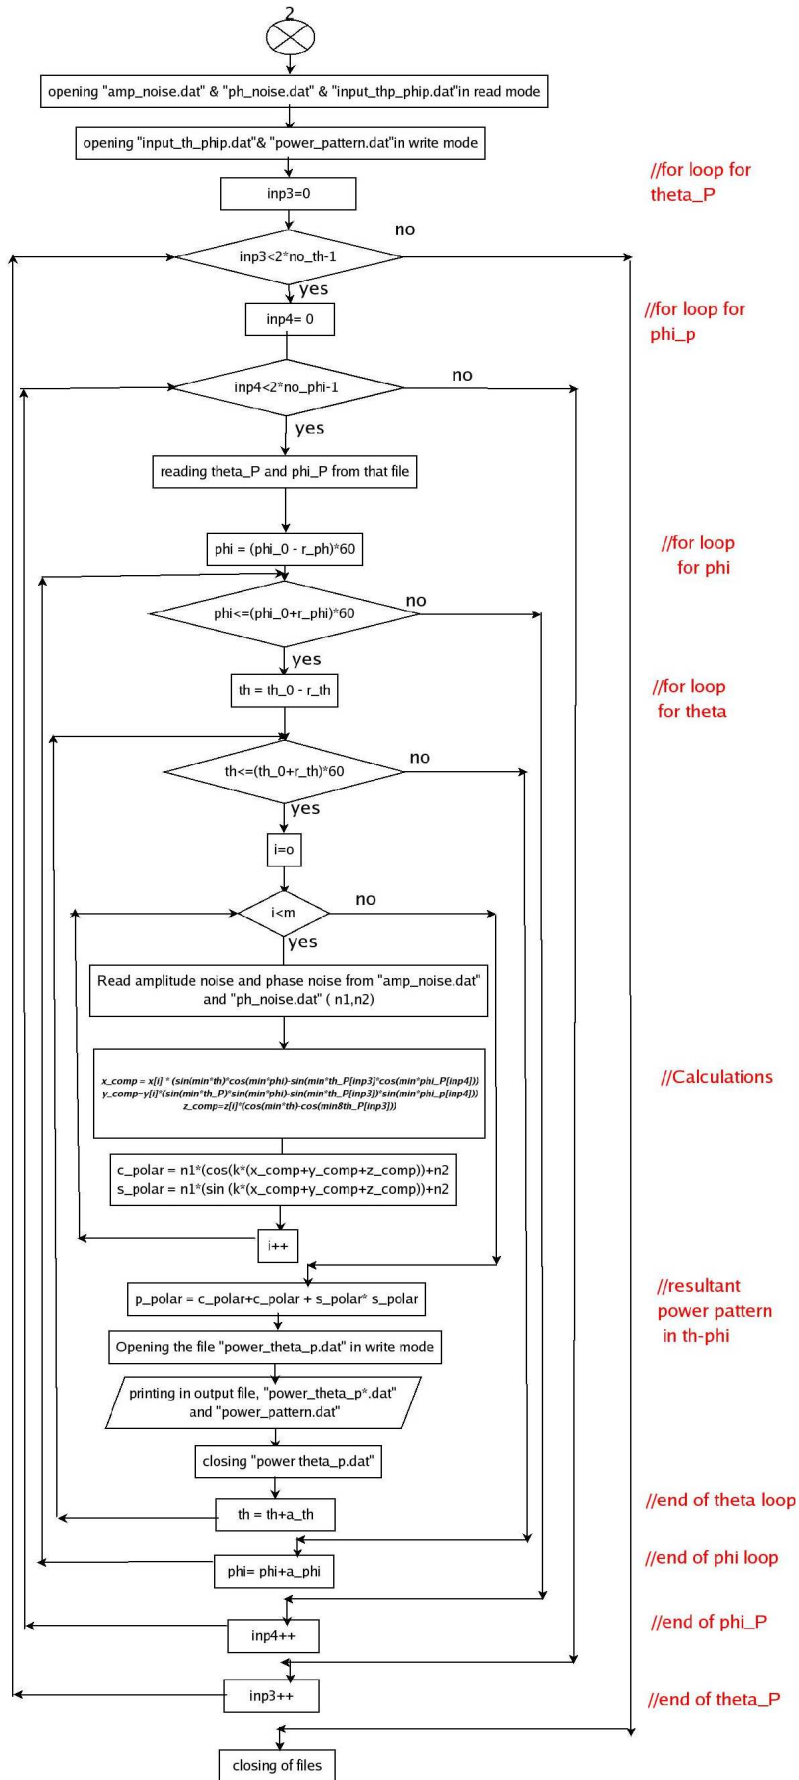 2
opening "amp_noise.dat" & "ph_noise.dat" & "input_thp_phip.dat"in read mode
opening "input_th_phip.dat"& "power_pattern.dat"in write mode
//for loop for
theta_P
inp3=0
no
inp3<2*no_th-1
yes
//for loop for
phi_p
inp4= 0
no
inp4<2*no_phi-1
yes
reading theta_P and phi_P from that file
//for loop
for phi
phi = (phi_0 - r_ph)*60
no
phi<=(phi_0+r_phi)*60
yes
//for loop
for theta
th = th_0 - r_th
no
th<=(th_0+r_th)*60
yes
i=o
no
i<m
yes
Read amplitude noise and phase noise from "amp_noise.dat"
and "ph_noise.dat" ( n1,n2)
//Calculations
x_comp = x[i] * (sin(min*th)*cos(min*phi)-sin(min*th_P[inp3]*cos(min*phi_P[inp4]))
y_comp=y[i]*(sin(min*th_P)*sin(min*phi)-sin(min*th_P[inp3])*sin(min*phi_p[inp4]))
z_comp=z[i]*(cos(min*th)-cos(min8th_P[inp3]))
c_polar = n1*(cos(k*(x_comp+y_comp+z_comp))+n2
s_polar = n1*(sin (k*(x_comp+y_comp+z_comp))+n2
i++
//resultant
power pattern
in th-phi
p_polar = c_polar+c_polar + s_polar* s_polar
Opening the file "power_theta_p.dat" in write mode
printing in output file, "power_theta_p*.dat"
and "power_pattern.dat"
closing "power theta_p.dat"
//end of theta loop
th = th+a_th
//end of phi loop
phi= phi+a_phi
//end of phi_P
inp4++
//end of theta_P
inp3++
closing of files